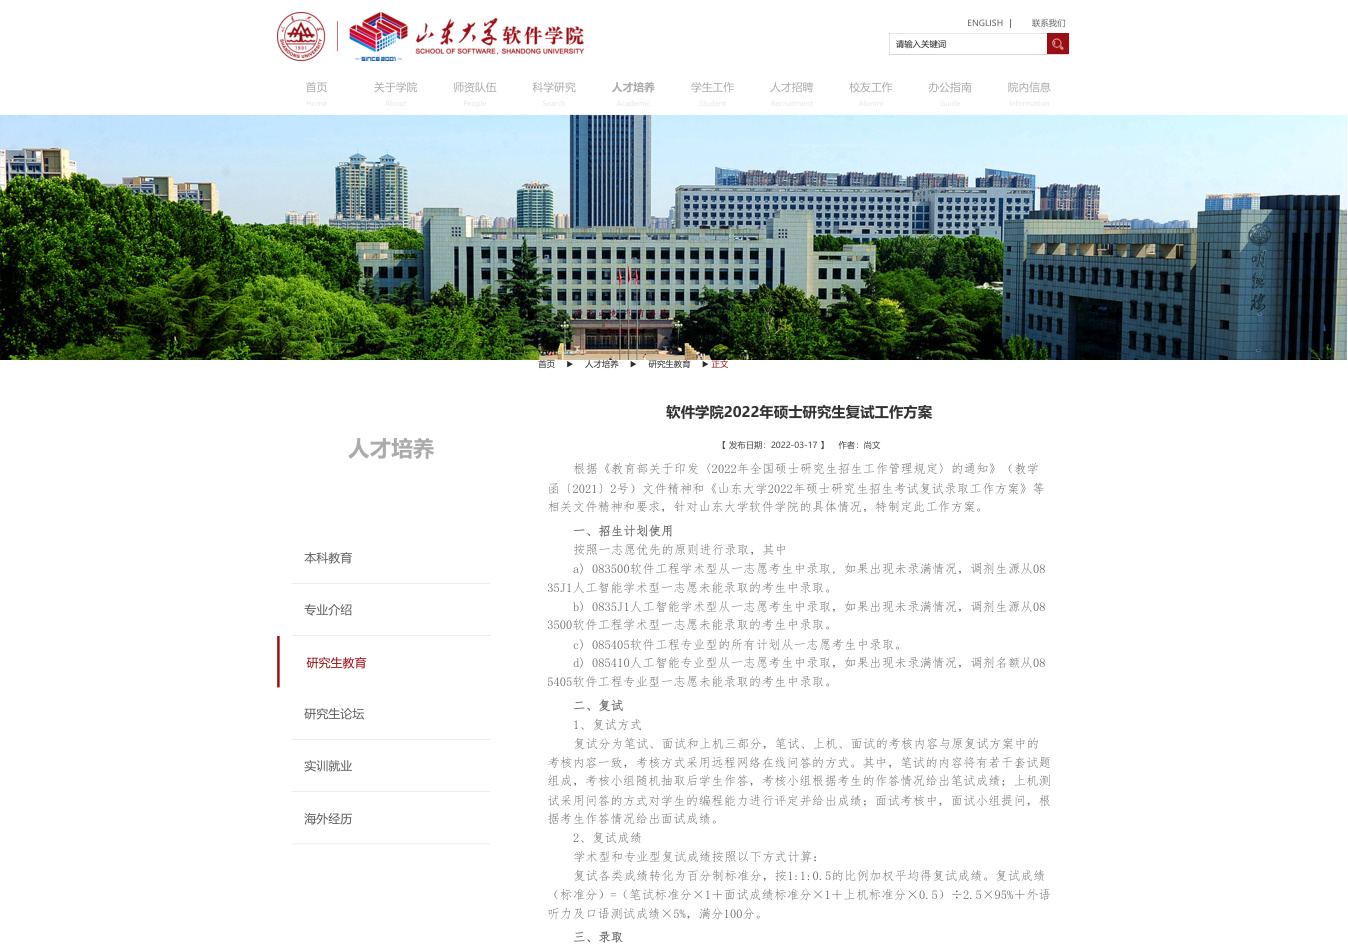 山东大学软件学院
SCHOOL OF SOFTWARE, SHANDONG UNIVERSITY
SINCE 2001
1901
SHANDONG UNIVERSITY
ENGLISH | 联系我们
请输入关键词
首页 关于学院 师资队伍 科学研究 人才培养 学生工作 人才招聘 校友工作 办公指南 院内信息
Home About People Search Academic Student Recruitment Alumni Guide Information
首页 ► 人才培养 ► 研究生教育 ► 正文
人才培养
本科教育
专业介绍
研究生教育
研究生论坛
实训就业
海外经历
软件学院2022年硕士研究生复试工作方案
【 发布日期：2022-03-17 】 作者：尚文
根据《教育部关于印发〈2022年全国硕士研究生招生工作管理规定〉的通知》（教学
函〔2021〕2号）文件精神和《山东大学2022年硕士研究生招生考试复试录取工作方案》等
相关文件精神和要求，针对山东大学软件学院的具体情况，特制定此工作方案。
一、招生计划使用
按照一志愿优先的原则进行录取，其中
a) 083500软件工程学术型从一志愿考生中录取，如果出现未录满情况，调剂生源从08
35J1人工智能学术型一志愿未能录取的考生中录取。
b) 0835J1人工智能学术型从一志愿考生中录取，如果出现未录满情况，调剂生源从08
3500软件工程学术型一志愿未能录取的考生中录取。
c) 085405软件工程专业型的所有计划从一志愿考生中录取。
d) 085410人工智能专业型从一志愿考生中录取，如果出现未录满情况，调剂名额从08
5405软件工程专业型一志愿未能录取的考生中录取。
二、复试
1、复试方式
复试分为笔试、面试和上机三部分，笔试、上机、面试的考核内容与原复试方案中的
考核内容一致，考核方式采用远程网络在线问答的方式。其中，笔试的内容将有若干套试题
组成，考核小组随机抽取后学生作答，考核小组根据考生的作答情况给出笔试成绩；上机测
试采用问答的方式对学生的编程能力进行评定并给出成绩；面试考核中，面试小组提问，根
据考生作答情况给出面试成绩。
2、复试成绩
学术型和专业型复试成绩按照以下方式计算：
复试各类成绩转化为百分制标准分，按1:1:0.5的比例加权平均得复试成绩。复试成绩
（标准分）=（笔试标准分×1＋面试成绩标准分×1＋上机标准分×0.5）÷2.5×95%＋外语
听力及口语测试成绩×5%，满分100分。
三、录取